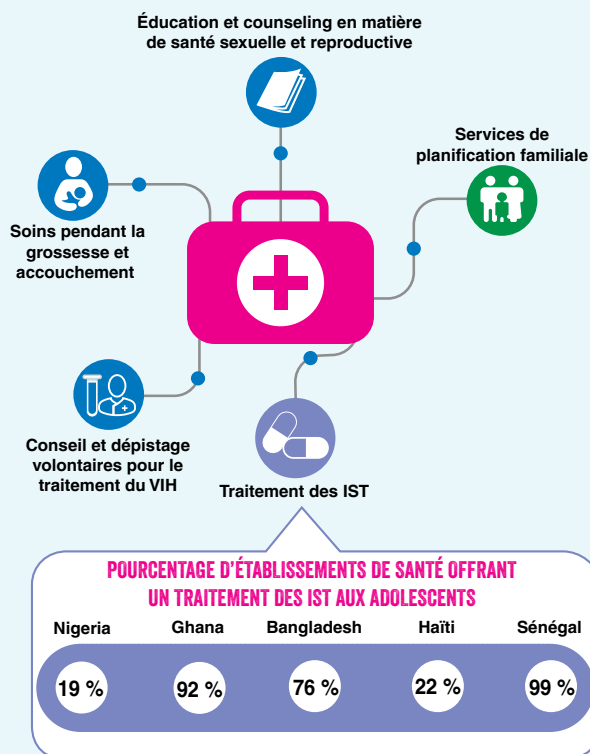 Éducation et counseling en matière
de santé sexuelle et reproductive
Services de
planification familiale
Soins pendant la
grossesse et
accouchement
Conseil et dépistage
volontaires pour le
traitement du VIH
Traitement des IST
POURCENTAGE D'ÉTABLISSEMENTS DE SANTÉ OFFRANT
UN TRAITEMENT DES IST AUX ADOLESCENTS
Nigeria Ghana Bangladesh Haïti Sénégal
19 % 92 % 76 % 22 % 99 %